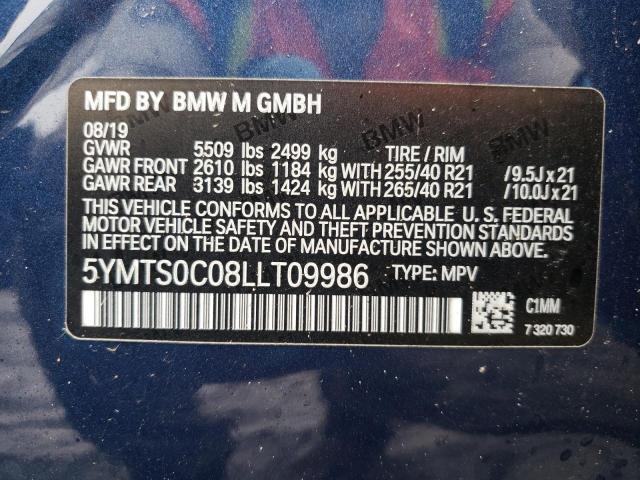 MFD BY BMW M GMBH
08/19
GVWR 5509 lbs 2499 kg TIRE / RIM
GAWR FRONT 2610 lbs 1184 kg WITH 255/40 R21 /9.5J x 21
GAWR REAR 3139 lbs 1424 kg WITH 265/40 R21 /10.0J x 21
THIS VEHICLE CONFORMS TO ALL APPLICABLE U. S. FEDERAL
MOTOR VEHICLE SAFETY AND THEFT PREVENTION STANDARDS
IN EFFECT ON THE DATE OF MANUFACTURE SHOWN ABOVE.
5YMTS0C08LLT09986 TYPE: MPV
C1MM
7 320 730